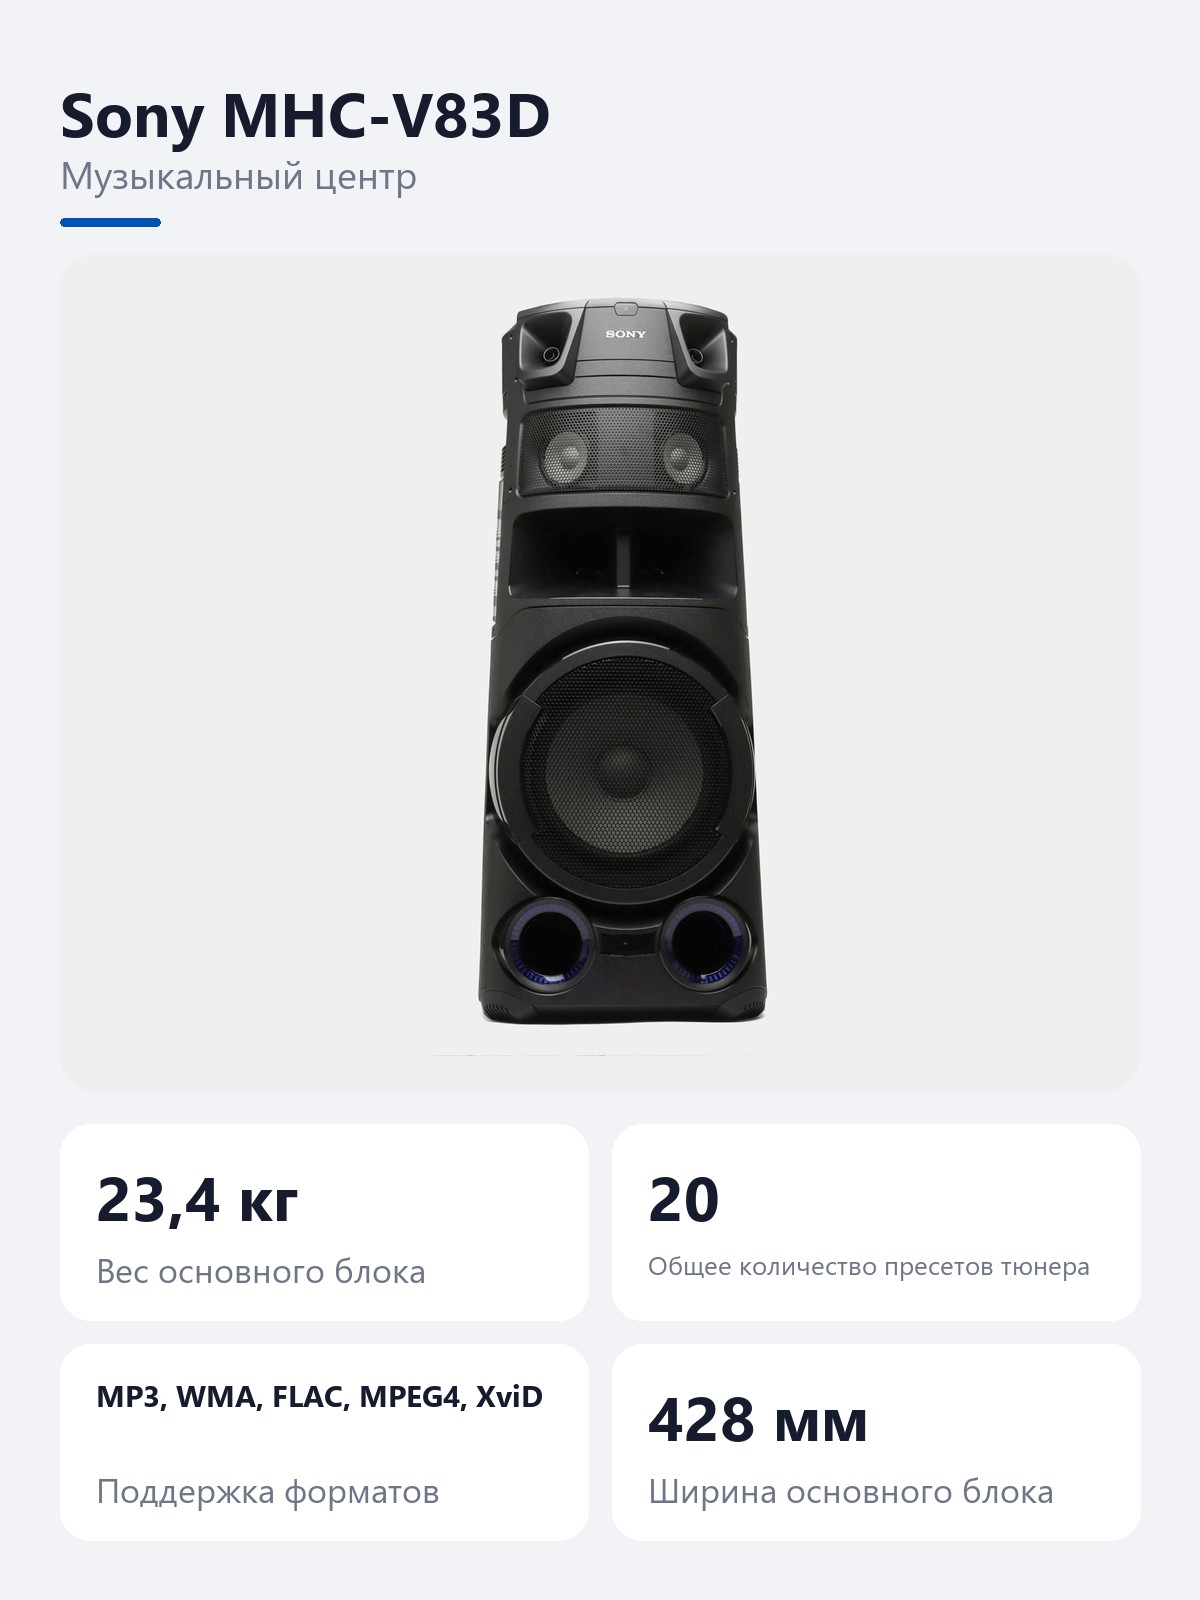 Sony MHC-V83D
Музыкальный центр
SONY
23,4 кг
Вес основного блока
20
Общее количество пресетов тюнера
MP3, WMA, FLAC, MPEG4, XviD
Поддержка форматов
428 мм
Ширина основного блока